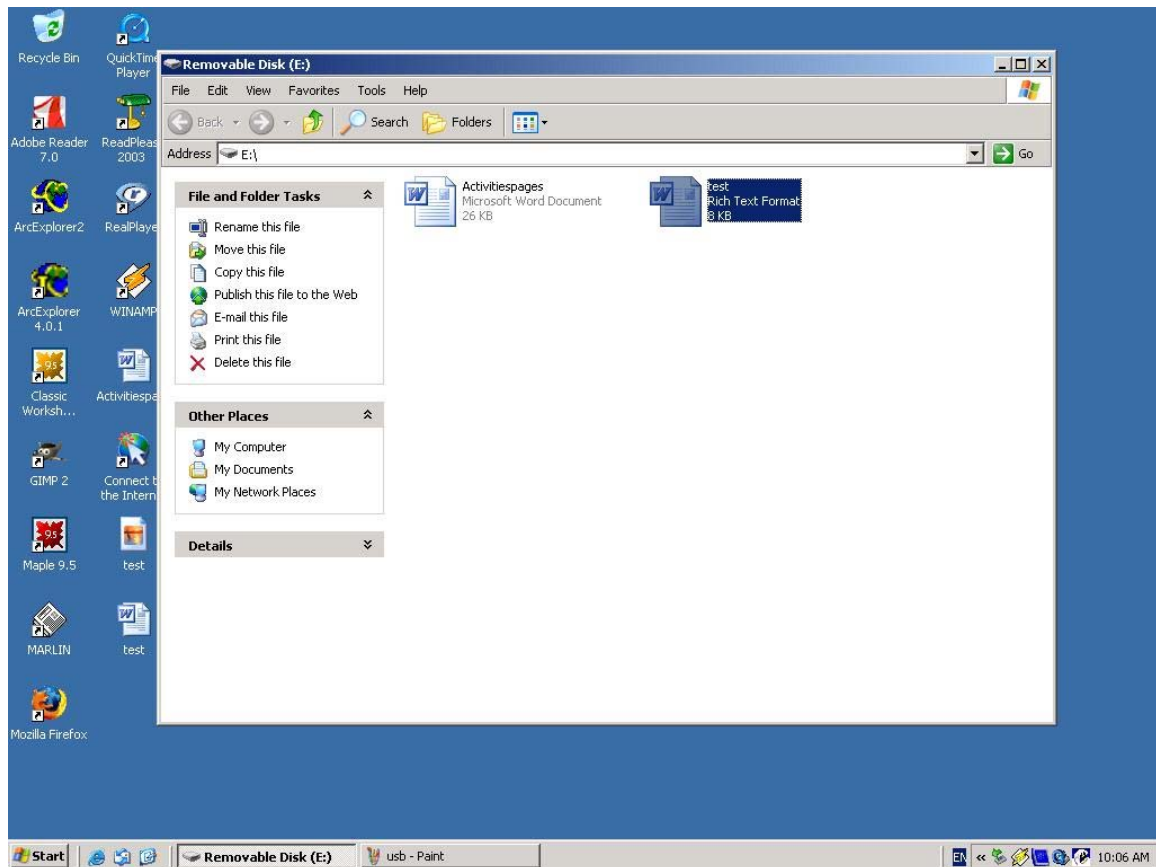 Recycle Bin
QuickTime
Player
Adobe Reader
7.0
ReadPleas
2003
ArcExplorer2
RealPlaye
ArcExplorer
4.0.1
WINAMP
Classic
Worksh...
Activitiespa
GIMP 2
Connect t
the Intern
Maple 9.5
test
MARLIN
test
Mozilla Firefox
Removable Disk (E:)
File Edit View Favorites Tools Help
Back Search Folders
Address E:\ Go
File and Folder Tasks
Rename this file
Move this file
Copy this file
Publish this file to the Web
E-mail this file
Print this file
Delete this file
Other Places
My Computer
My Documents
My Network Places
Details
Activitiespages
Microsoft Word Document
26 KB
test
Rich Text Format
8 KB
Start Removable Disk (E:) usb - Paint EN « 10:06 AM